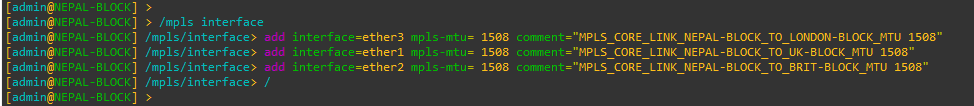 [admin@NEPAL-BLOCK] >
[admin@NEPAL-BLOCK] > /mpls interface
[admin@NEPAL-BLOCK] /mpls/interface> add interface=ether3 mpls-mtu= 1508 comment="MPLS_CORE_LINK_NEPAL-BLOCK_TO_LONDON-BLOCK_MTU 1508"
[admin@NEPAL-BLOCK] /mpls/interface> add interface=ether1 mpls-mtu= 1508 comment="MPLS_CORE_LINK_NEPAL-BLOCK_TO_UK-BLOCK_MTU 1508"
[admin@NEPAL-BLOCK] /mpls/interface> add interface=ether2 mpls-mtu= 1508 comment="MPLS_CORE_LINK_NEPAL-BLOCK_TO_BRIT-BLOCK_MTU 1508"
[admin@NEPAL-BLOCK] /mpls/interface> /
[admin@NEPAL-BLOCK] >